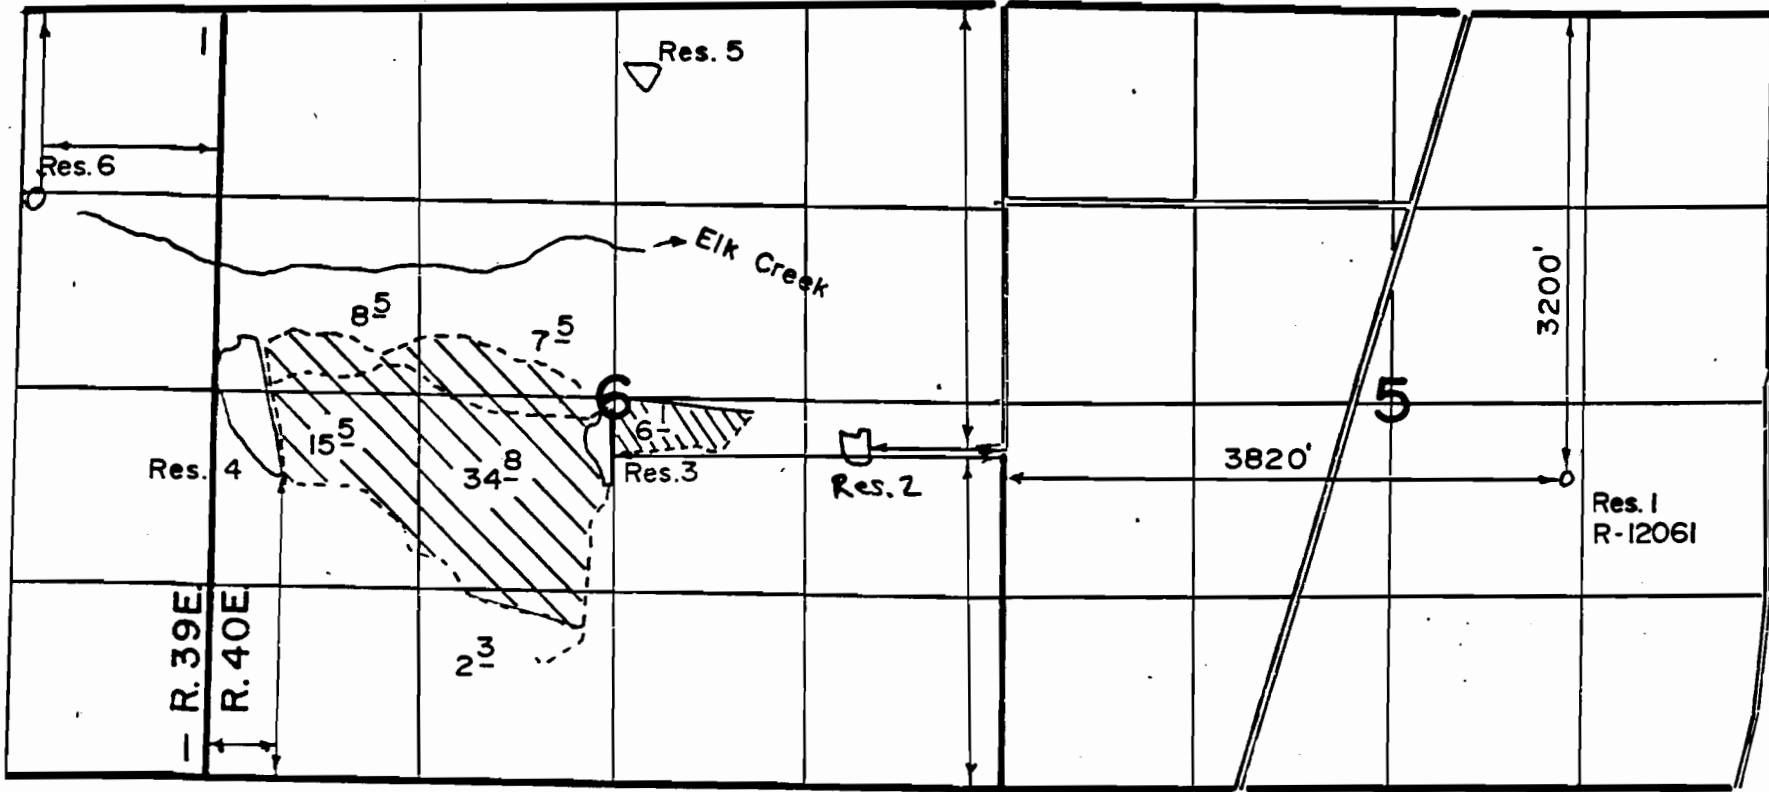 1
Res. 5
Res. 6
Elk Creek
3200'
8 5
7 5
6
5
15 5
34 8
6 1
Res. 4
Res. 3
Res. 2
3820'
Res. 1
R-12061
R. 39E.
R. 40E.
2 3